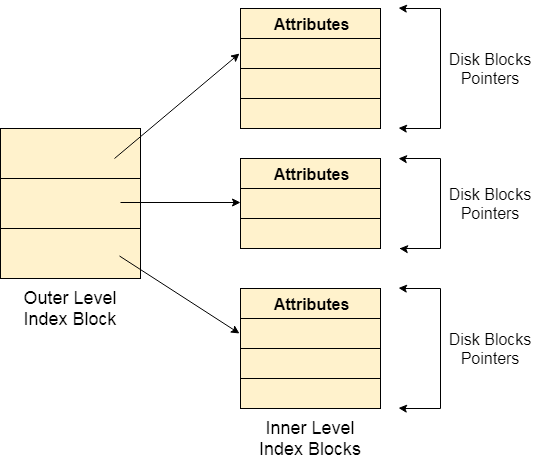 Attributes
Disk Blocks
Pointers
Attributes
Disk Blocks
Pointers
Outer Level
Index Block
Attributes
Disk Blocks
Pointers
Inner Level
Index Blocks